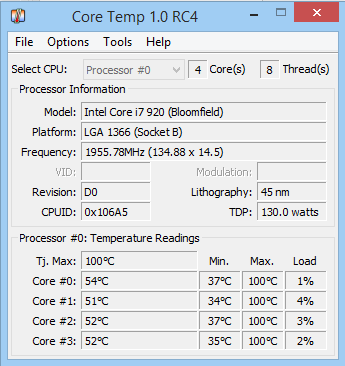 Core Temp 1.0 RC4
File Options Tools Help
Select CPU: Processor #0 4 Core(s) 8 Thread(s)
Processor Information
Model: Intel Core i7 920 (Bloomfield)
Platform: LGA 1366 (Socket B)
Frequency: 1955.78MHz (134.88 x 14.5)
VID: Modulation:
Revision: D0 Lithography: 45 nm
CPUID: 0x106A5 TDP: 130.0 watts
Processor #0: Temperature Readings
Tj. Max: 100°C Min. Max. Load
Core #0: 54°C 37°C 100°C 1%
Core #1: 51°C 34°C 100°C 4%
Core #2: 52°C 37°C 100°C 3%
Core #3: 52°C 35°C 100°C 2%